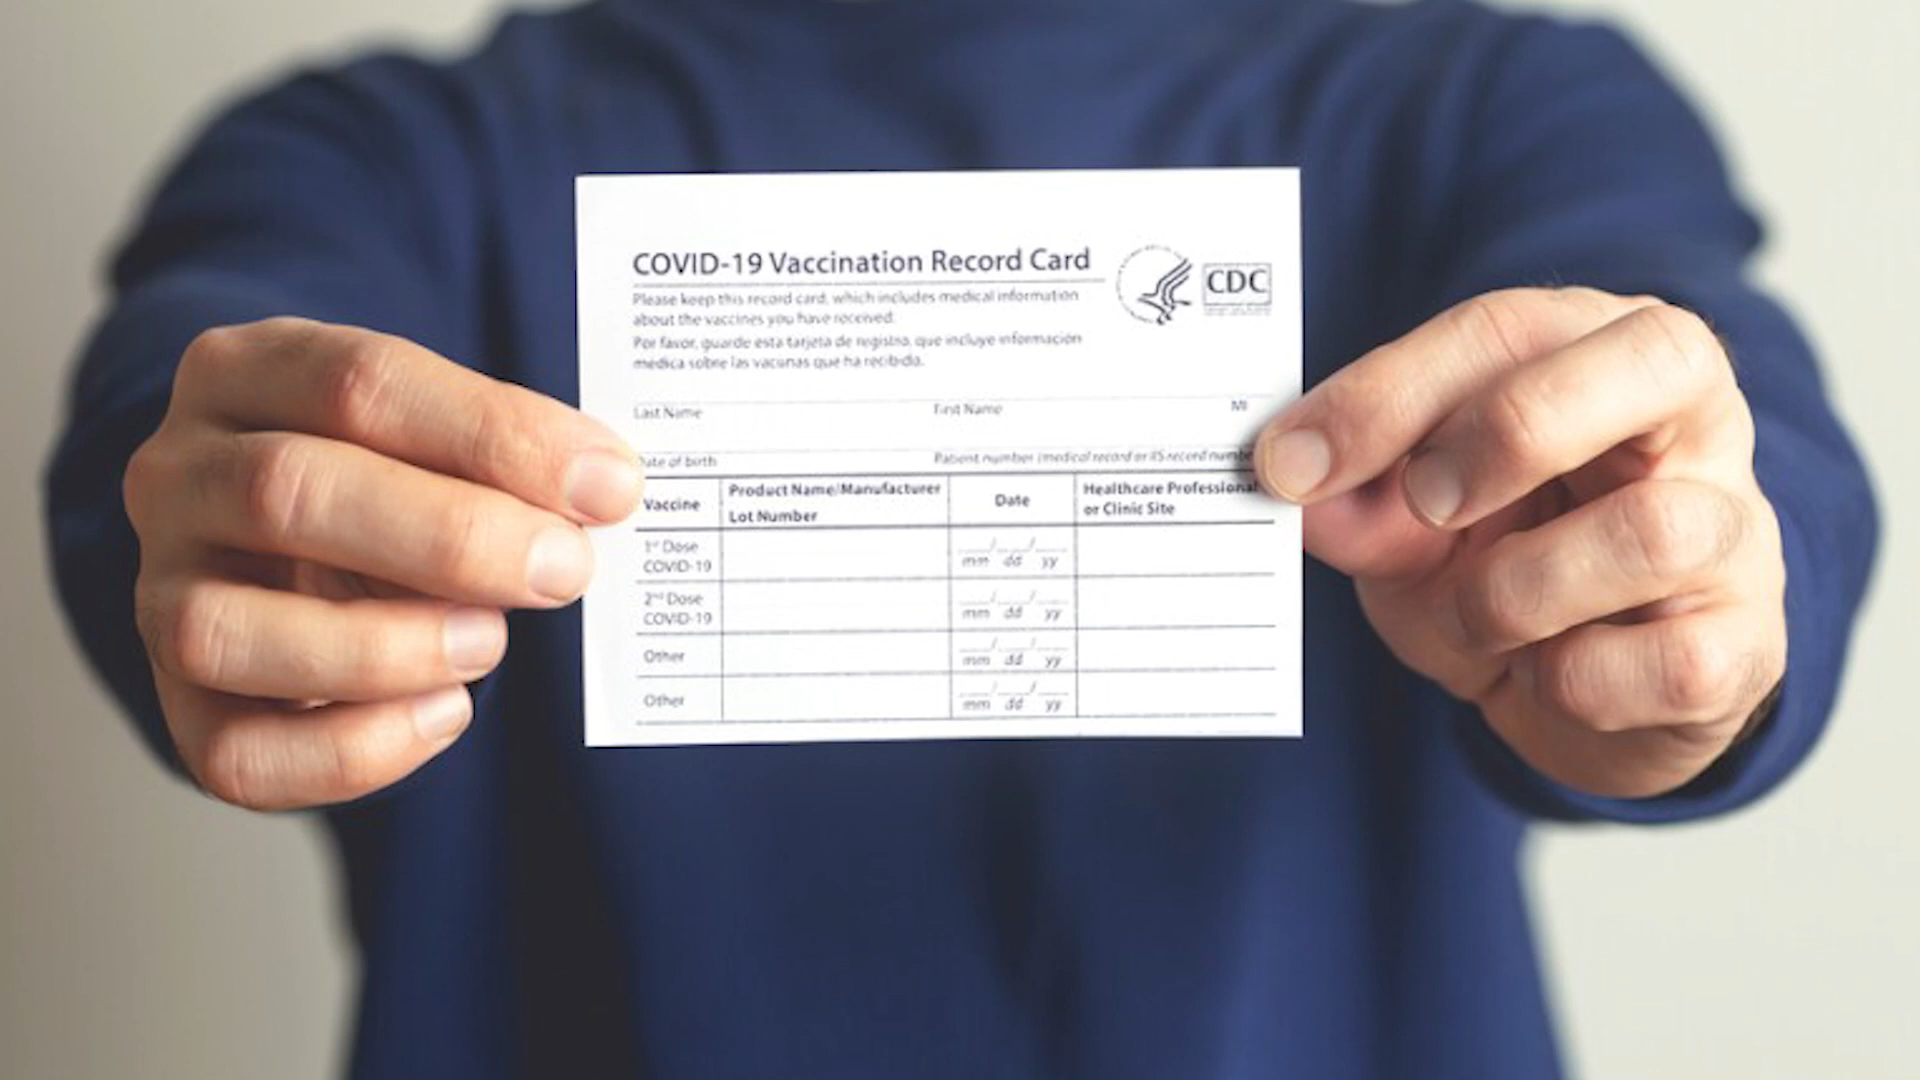 COVID-19 Vaccination Record Card
CDC
Please keep this record card, which includes medical information
about the vaccines you have received.
Por favor, guarde esta tarjeta de registro, que incluye información
médica sobre las vacunas que ha recibido.
Last Name First Name MI
Date of birth Patient number (medical record or IIS record number
Vaccine Product Name/Manufacturer Date Healthcare Professional
Lot Number or Clinic Site
1st Dose
COVID-19 mm dd yy
2nd Dose
COVID-19 mm dd yy
Other mm dd yy
Other mm dd yy